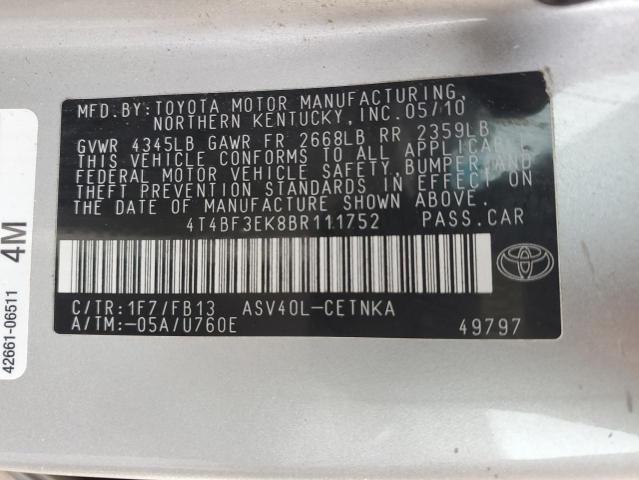 MFD.BY:TOYOTA MOTOR MANUFACTURING,
NORTHERN KENTUCKY, INC. 05/10
GVWR 4345LB GAWR FR 2668LB RR 2359LB
THIS VEHICLE CONFORMS TO ALL APPLICABLE
FEDERAL MOTOR VEHICLE SAFETY, BUMPER, AND
THEFT PREVENTION STANDARDS IN EFFECT ON
THE DATE OF MANUFACTURE SHOWN ABOVE.
4T4BF3EK8BR111752 PASS.CAR
C/TR:1F7/FB13 ASV40L-CETNKA
A/TM:-05A/U760E 49797
42661-06511 4M